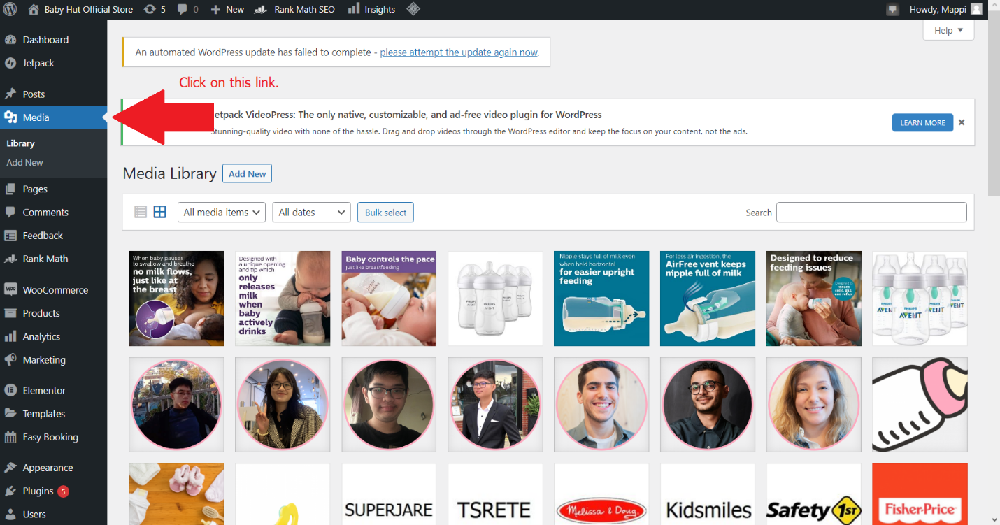 Baby Hut Official Store 5 0 New Rank Math SEO Insights Howdy, Mappi
Help
Dashboard
Jetpack
Posts
Media
Library
Add New
Pages
Comments
Feedback
Rank Math
WooCommerce
Products
Analytics
Marketing
Elementor
Templates
Easy Booking
Appearance
Plugins 5
Users
An automated WordPress update has failed to complete - please attempt the update again now.
Click on this link.
etpack VideoPress: The only native, customizable, and ad-free video plugin for WordPress
Stunning-quality video with none of the hassle. Drag and drop videos through the WordPress editor and keep the focus on your content, not the ads.
LEARN MORE
Media Library Add New
All media items All dates Bulk select Search
When baby pauses
to swallow and breathe
no milk flows,
just like at
the breast
Designed with
a unique opening
and tip which
only
releases
milk
when
baby
actively
drinks
Baby controls the pace
just like breastfeeding
PHILIPS
AVENT
Nipple stays full of milk even
when held horizontal
for easier upright
feeding
For less air ingestion, the
AirFree vent keeps
nipple full of milk
Designed to reduce
feeding issues
Designed to
reduce
colic, gas,
and reflux
PHILIPS
AVENT
SUPERJARE
TSRETE
Melissa & Doug
Kidsmiles
Safety 1st
Fisher-Price